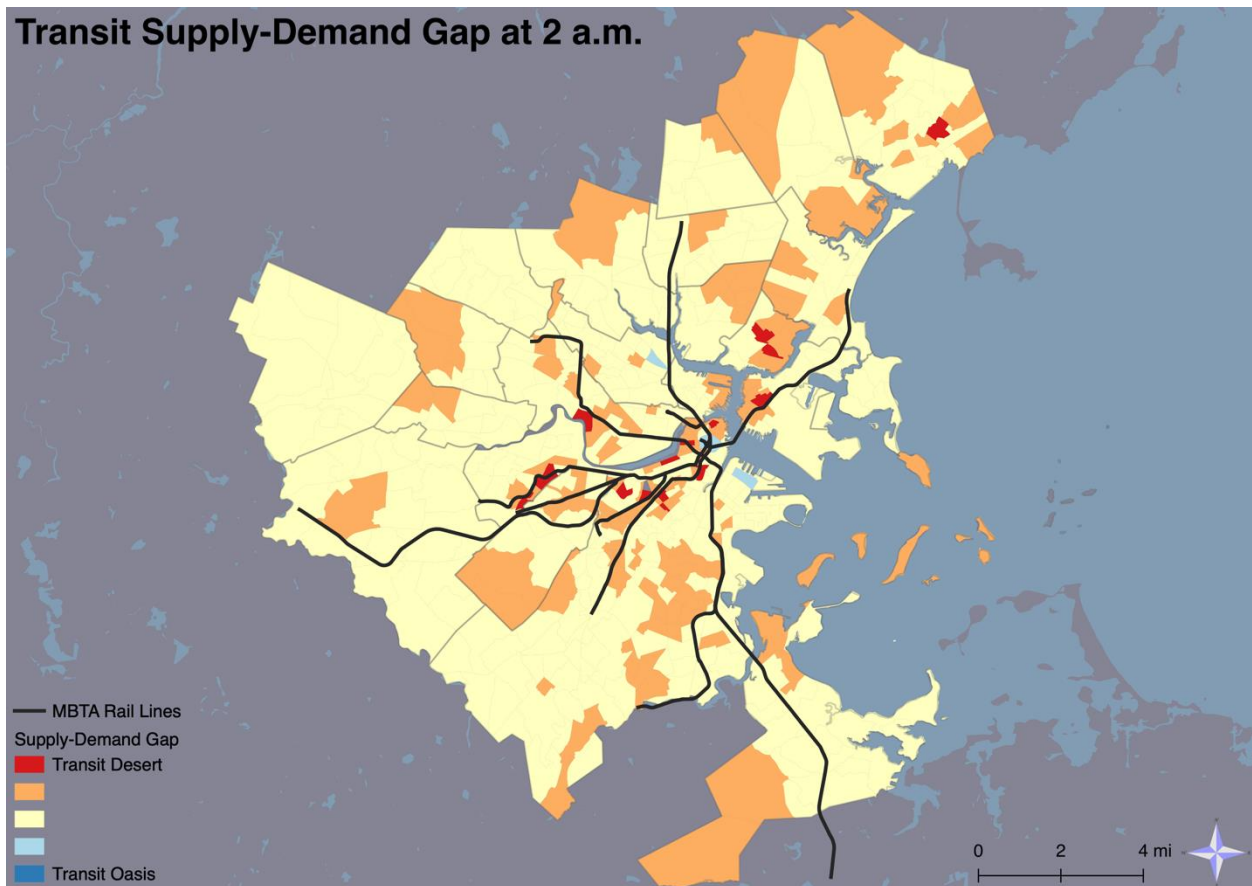 Transit Supply-Demand Gap at 2 a.m.
MBTA Rail Lines
Supply-Demand Gap
Transit Desert
Transit Oasis
0 2 4 mi